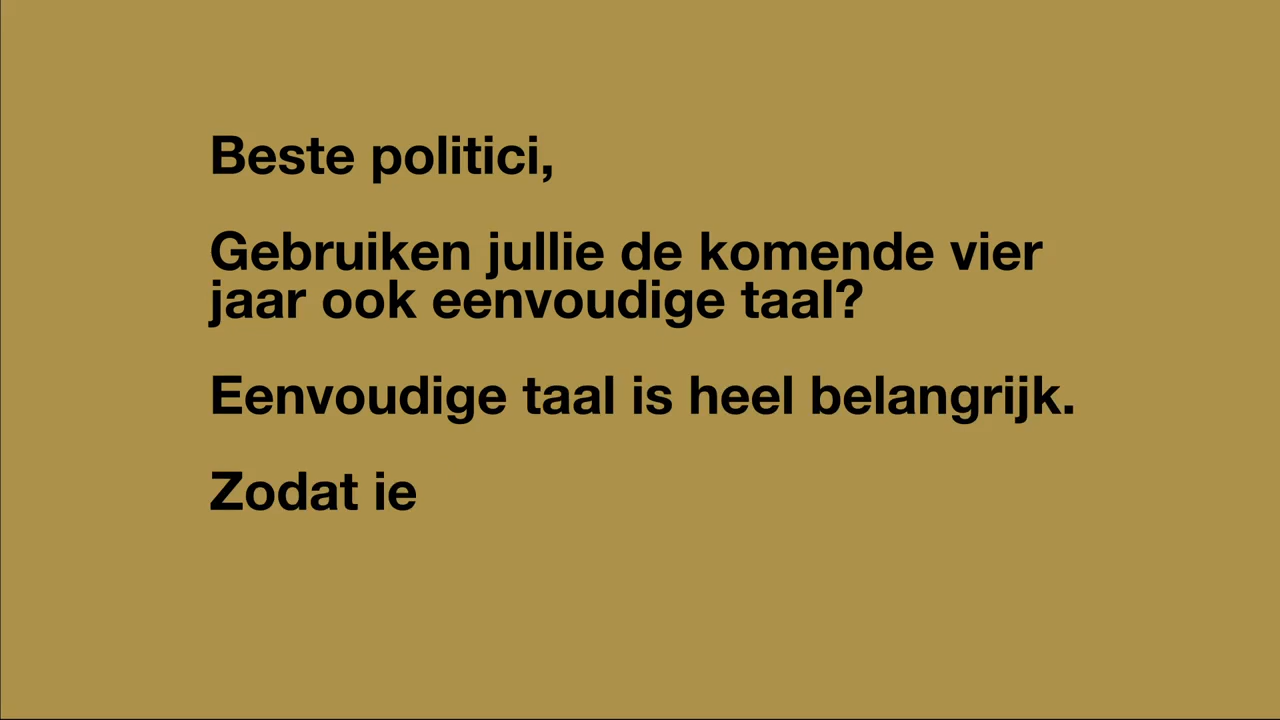 Beste politici,
Gebruiken jullie de komende vier
jaar ook eenvoudige taal?
Eenvoudige taal is heel belangrijk.
Zodat ie